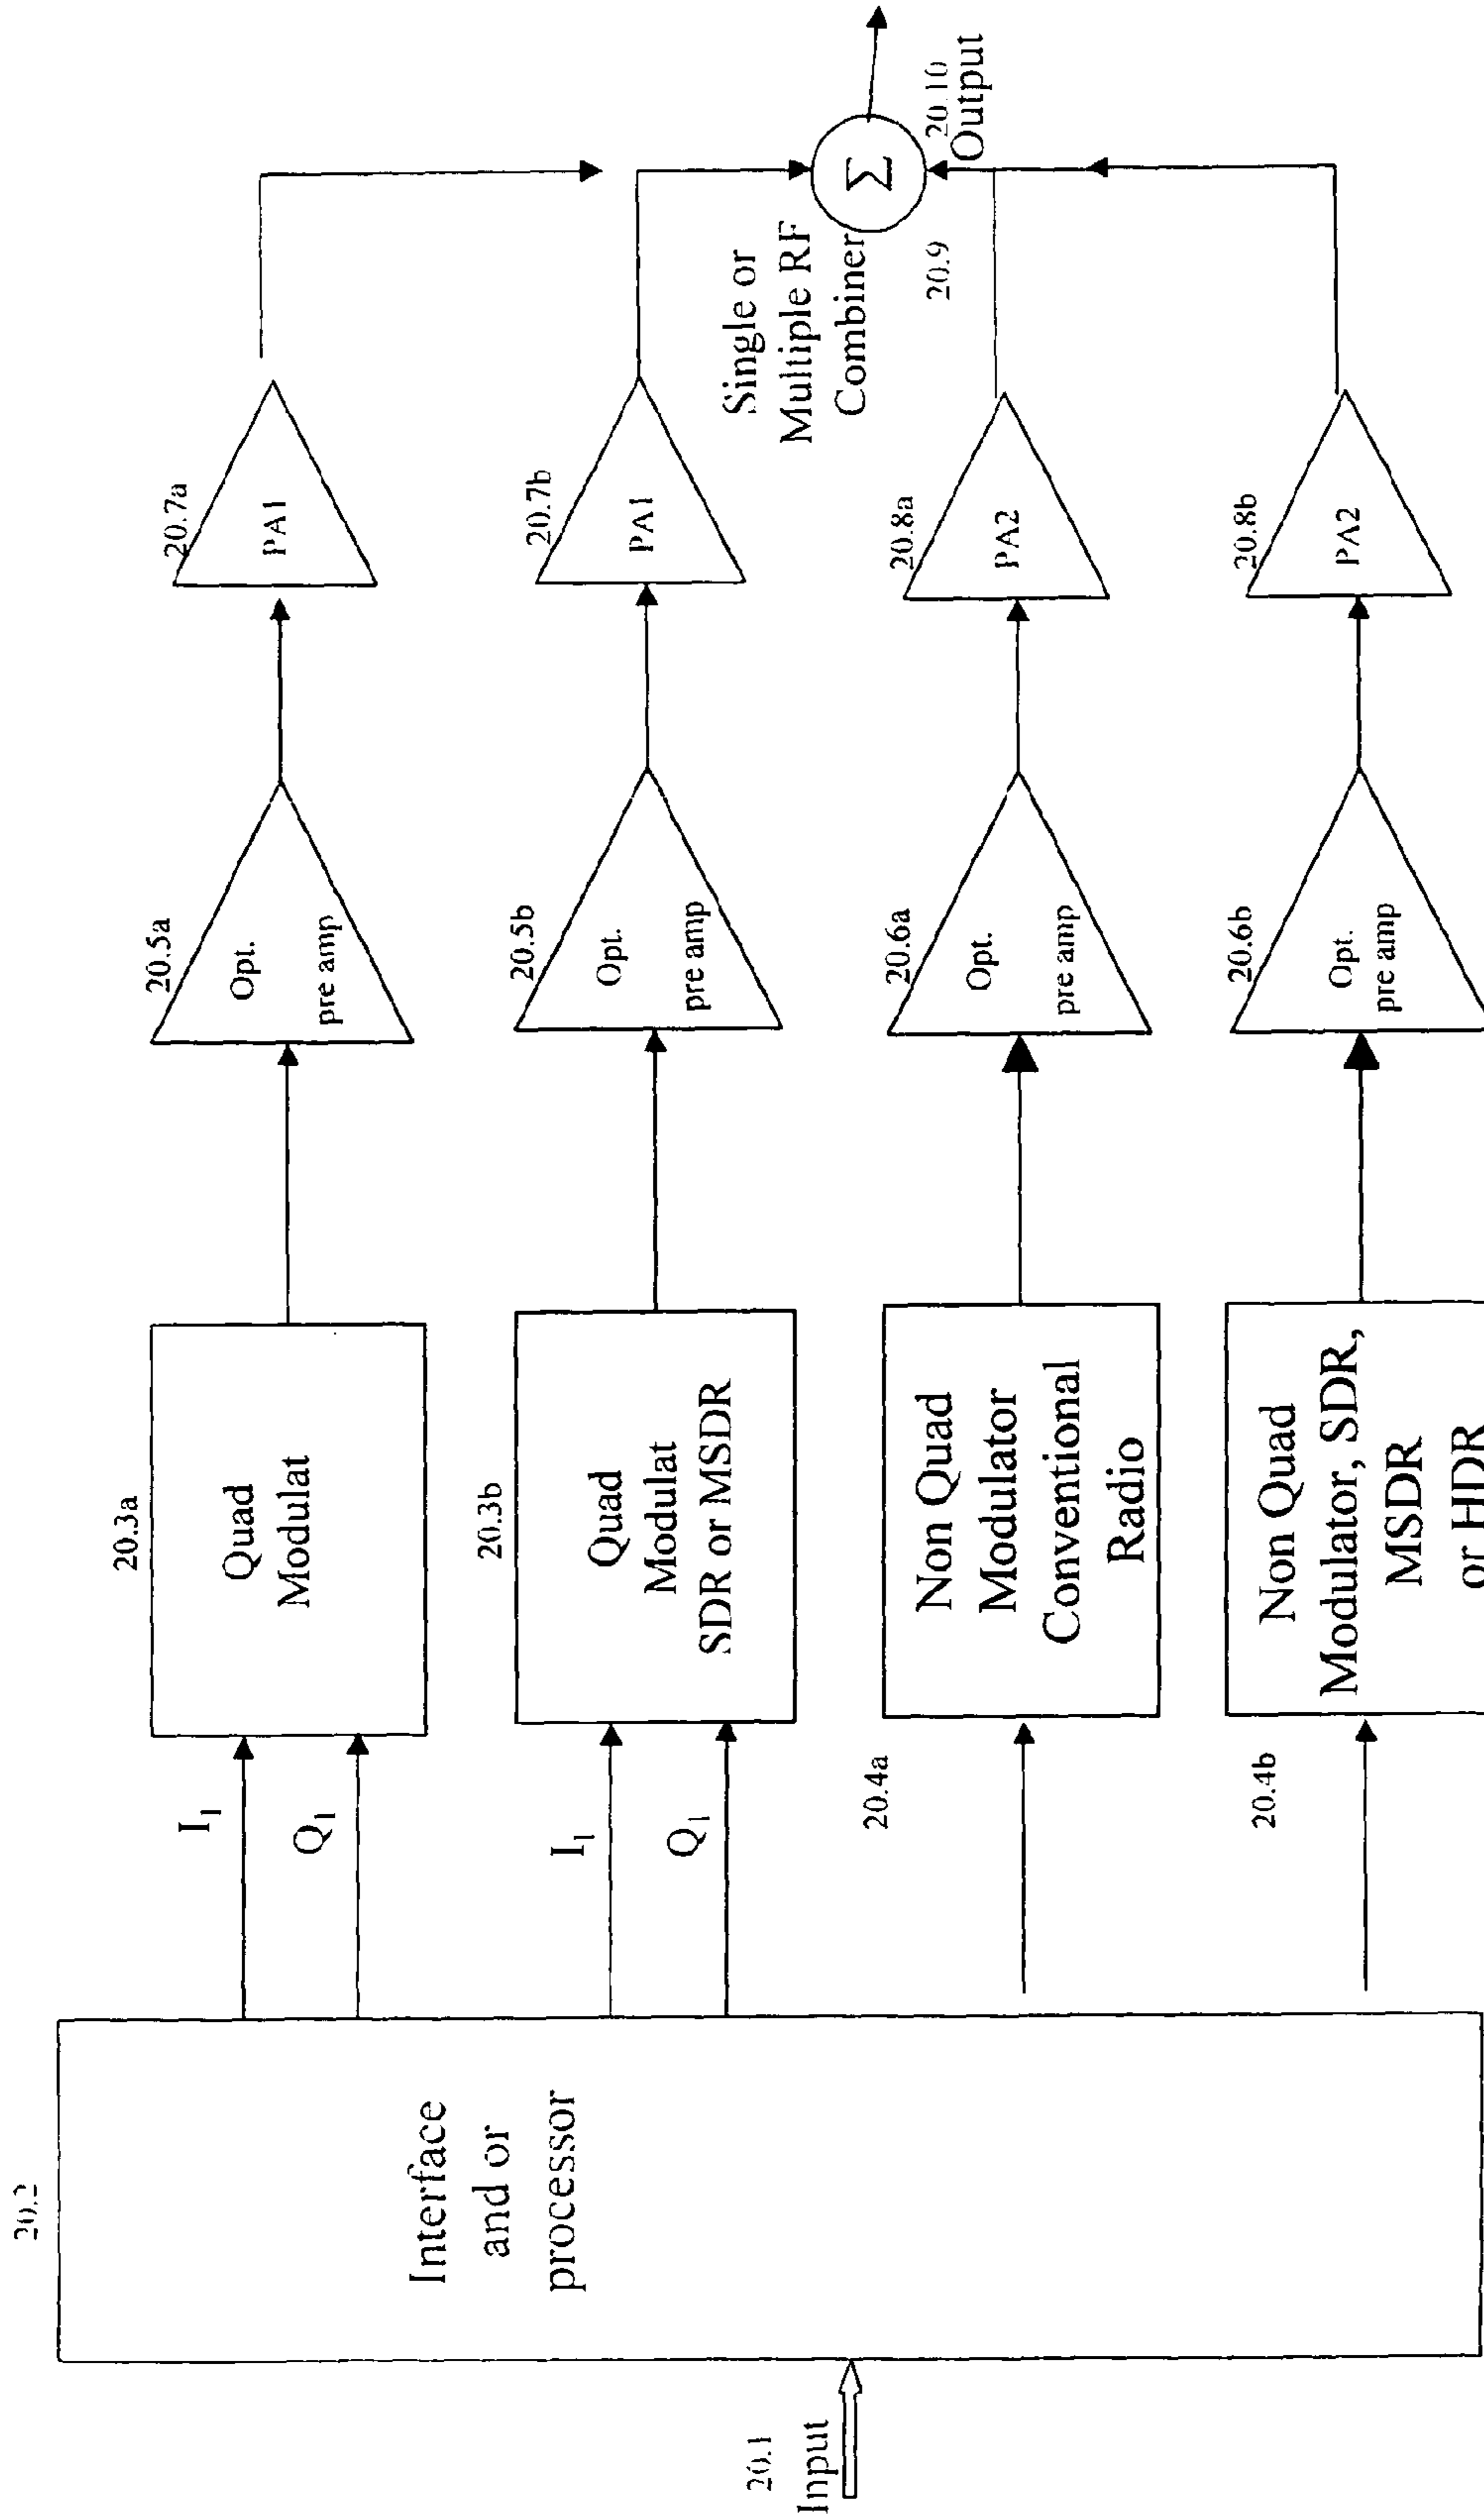 20.1
Input
20.2
Interface
and or
processor
I1
Q1
I1
Q1
20.4a
20.4b
20.3a
Quad
Modulat
20.3b
Quad
Modulat
SDR or MSDR
Non Quad
Modulator
Conventional
Radio
Non Quad
Modulator, SDR,
MSDR
or HDR
20.5a
Opt.
pre amp
20.5b
Opt.
pre amp
20.6a
Opt.
pre amp
20.6b
Opt.
pre amp
20.7a
PA1
20.7b
PA1
20.8a
PA2
20.8b
PA2
Single or
Multiple RF
Combiner
20.9
Σ
20.10
Output